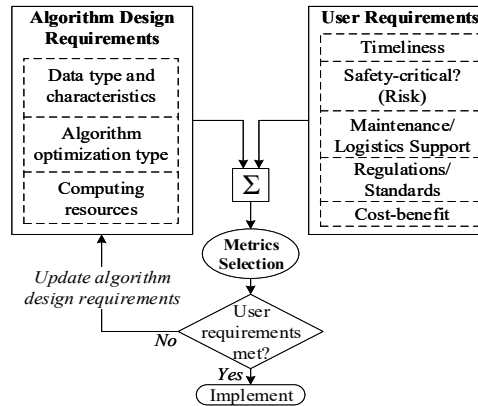 Algorithm Design
Requirements
Data type and
characteristics
Algorithm
optimization type
Computing
resources
User Requirements
Timeliness
Safety-critical?
(Risk)
Maintenance/
Logistics Support
Regulations/
Standards
Cost-benefit
Σ
Metrics
Selection
Update algorithm
design requirements
User
requirements
met?
No
Yes
Implement